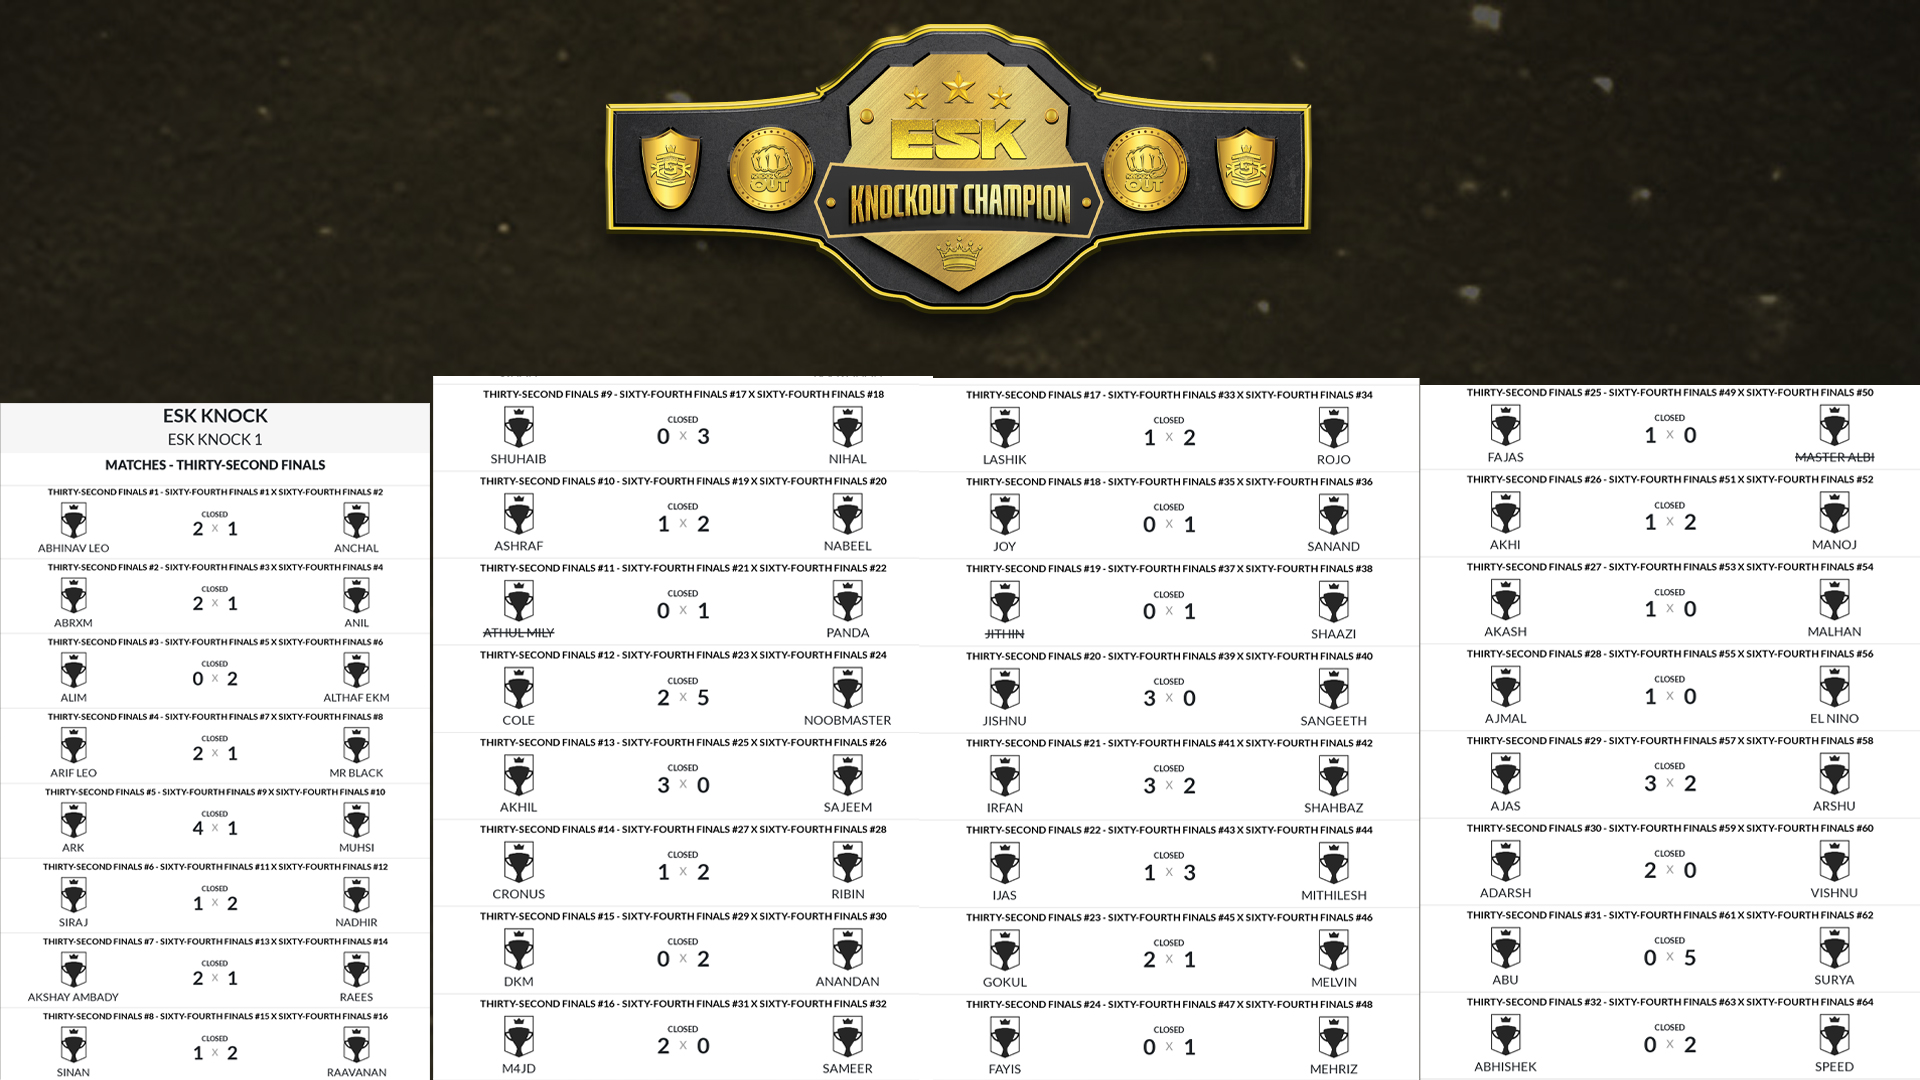 ESK
KNOCKOUT CHAMPION
OUT
OUT
ESK KNOCK
ESK KNOCK 1
MATCHES - THIRTY-SECOND FINALS
THIRTY-SECOND FINALS #1 - SIXTY-FOURTH FINALS #1 X SIXTY-FOURTH FINALS #2
CLOSED
2 X 1
ABHINAV LEO ANCHAL
THIRTY-SECOND FINALS #2 - SIXTY-FOURTH FINALS #3 X SIXTY-FOURTH FINALS #4
CLOSED
2 X 1
ABRXM ANIL
THIRTY-SECOND FINALS #3 - SIXTY-FOURTH FINALS #5 X SIXTY-FOURTH FINALS #6
CLOSED
0 X 2
ALIM ALTHAF EKM
THIRTY-SECOND FINALS #4 - SIXTY-FOURTH FINALS #7 X SIXTY-FOURTH FINALS #8
CLOSED
2 X 1
ARIF LEO MR BLACK
THIRTY-SECOND FINALS #5 - SIXTY-FOURTH FINALS #9 X SIXTY-FOURTH FINALS #10
CLOSED
4 X 1
ARK MUHSI
THIRTY-SECOND FINALS #6 - SIXTY-FOURTH FINALS #11 X SIXTY-FOURTH FINALS #12
CLOSED
1 X 2
SIRAJ NADHIR
THIRTY-SECOND FINALS #7 - SIXTY-FOURTH FINALS #13 X SIXTY-FOURTH FINALS #14
CLOSED
2 X 1
AKSHAY AMBADY RAEES
THIRTY-SECOND FINALS #8 - SIXTY-FOURTH FINALS #15 X SIXTY-FOURTH FINALS #16
CLOSED
1 X 2
SINAN RAAVANAN
THIRTY-SECOND FINALS #9 - SIXTY-FOURTH FINALS #17 X SIXTY-FOURTH FINALS #18
CLOSED
0 X 3
SHUHAIB NIHAL
THIRTY-SECOND FINALS #10 - SIXTY-FOURTH FINALS #19 X SIXTY-FOURTH FINALS #20
CLOSED
1 X 2
ASHRAF NABEEL
THIRTY-SECOND FINALS #11 - SIXTY-FOURTH FINALS #21 X SIXTY-FOURTH FINALS #22
CLOSED
0 X 1
ATHUL MILY PANDA
THIRTY-SECOND FINALS #12 - SIXTY-FOURTH FINALS #23 X SIXTY-FOURTH FINALS #24
CLOSED
2 X 5
COLE NOOBMASTER
THIRTY-SECOND FINALS #13 - SIXTY-FOURTH FINALS #25 X SIXTY-FOURTH FINALS #26
CLOSED
3 X 0
AKHIL SAJEEM
THIRTY-SECOND FINALS #14 - SIXTY-FOURTH FINALS #27 X SIXTY-FOURTH FINALS #28
CLOSED
1 X 2
CRONUS RIBIN
THIRTY-SECOND FINALS #15 - SIXTY-FOURTH FINALS #29 X SIXTY-FOURTH FINALS #30
CLOSED
0 X 2
DKM ANANDAN
THIRTY-SECOND FINALS #16 - SIXTY-FOURTH FINALS #31 X SIXTY-FOURTH FINALS #32
CLOSED
2 X 0
M4JD SAMEER
THIRTY-SECOND FINALS #17 - SIXTY-FOURTH FINALS #33 X SIXTY-FOURTH FINALS #34
CLOSED
1 X 2
LASHIK ROJO
THIRTY-SECOND FINALS #18 - SIXTY-FOURTH FINALS #35 X SIXTY-FOURTH FINALS #36
CLOSED
0 X 1
JOY SANAND
THIRTY-SECOND FINALS #19 - SIXTY-FOURTH FINALS #37 X SIXTY-FOURTH FINALS #38
CLOSED
0 X 1
JITHIN SHAAZI
THIRTY-SECOND FINALS #20 - SIXTY-FOURTH FINALS #39 X SIXTY-FOURTH FINALS #40
CLOSED
3 X 0
JISHNU SANGEETH
THIRTY-SECOND FINALS #21 - SIXTY-FOURTH FINALS #41 X SIXTY-FOURTH FINALS #42
CLOSED
3 X 2
IRFAN SHAHBAZ
THIRTY-SECOND FINALS #22 - SIXTY-FOURTH FINALS #43 X SIXTY-FOURTH FINALS #44
CLOSED
1 X 3
IJAS MITHILESH
THIRTY-SECOND FINALS #23 - SIXTY-FOURTH FINALS #45 X SIXTY-FOURTH FINALS #46
CLOSED
2 X 1
GOKUL MELVIN
THIRTY-SECOND FINALS #24 - SIXTY-FOURTH FINALS #47 X SIXTY-FOURTH FINALS #48
CLOSED
0 X 1
FAYIS MEHRIZ
THIRTY-SECOND FINALS #25 - SIXTY-FOURTH FINALS #49 X SIXTY-FOURTH FINALS #50
CLOSED
1 X 0
FAJAS MASTER ALBI
THIRTY-SECOND FINALS #26 - SIXTY-FOURTH FINALS #51 X SIXTY-FOURTH FINALS #52
CLOSED
1 X 2
AKHI MANOJ
THIRTY-SECOND FINALS #27 - SIXTY-FOURTH FINALS #53 X SIXTY-FOURTH FINALS #54
CLOSED
1 X 0
AKASH MALHAN
THIRTY-SECOND FINALS #28 - SIXTY-FOURTH FINALS #55 X SIXTY-FOURTH FINALS #56
CLOSED
1 X 0
AJMAL EL NINO
THIRTY-SECOND FINALS #29 - SIXTY-FOURTH FINALS #57 X SIXTY-FOURTH FINALS #58
CLOSED
3 X 2
AJAS ARSHU
THIRTY-SECOND FINALS #30 - SIXTY-FOURTH FINALS #59 X SIXTY-FOURTH FINALS #60
CLOSED
2 X 0
ADARSH VISHNU
THIRTY-SECOND FINALS #31 - SIXTY-FOURTH FINALS #61 X SIXTY-FOURTH FINALS #62
CLOSED
0 X 5
ABU SURYA
THIRTY-SECOND FINALS #32 - SIXTY-FOURTH FINALS #63 X SIXTY-FOURTH FINALS #64
CLOSED
0 X 2
ABHISHEK SPEED